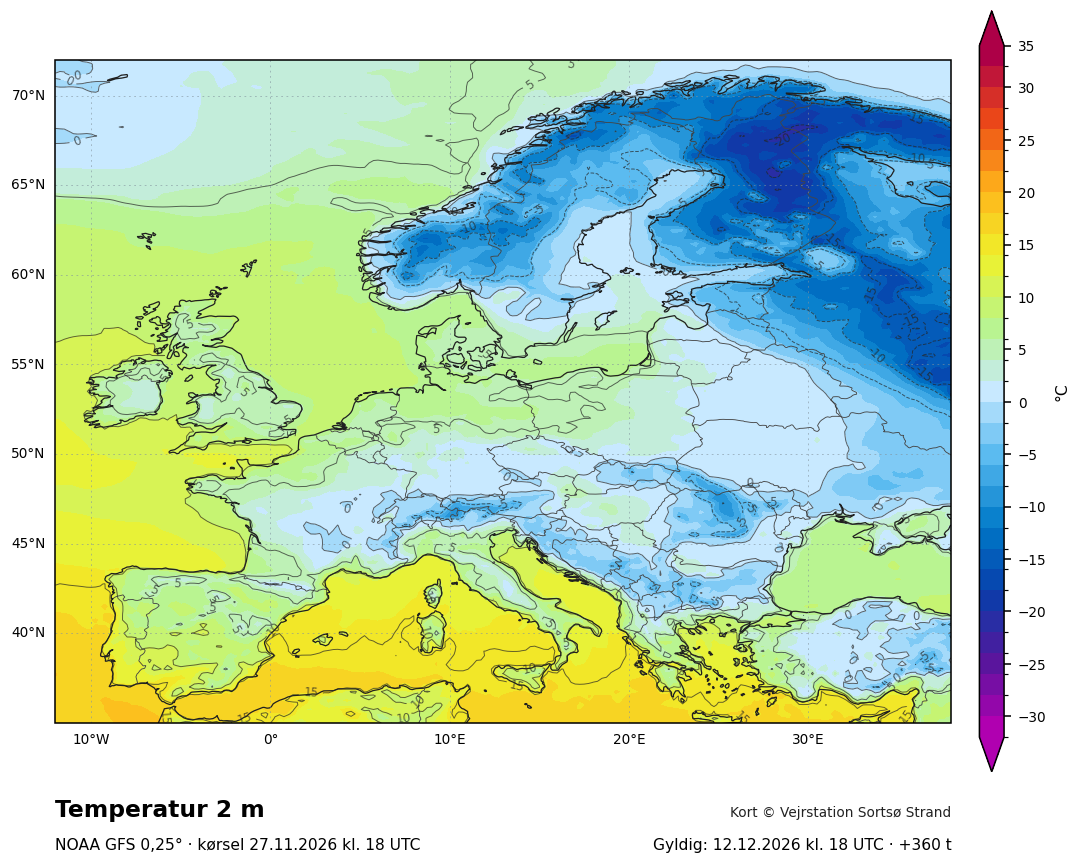 70°N
65°N
60°N
55°N
50°N
45°N
40°N
10°W 0° 10°E 20°E 30°E
35
30
25
20
15
10
5
0
−5
−10
−15
−20
−25
−30
°C
Temperatur 2 m
Kort © Vejrstation Sortsø Strand
NOAA GFS 0,25° · kørsel 27.11.2026 kl. 18 UTC
Gyldig: 12.12.2026 kl. 18 UTC · +360 t